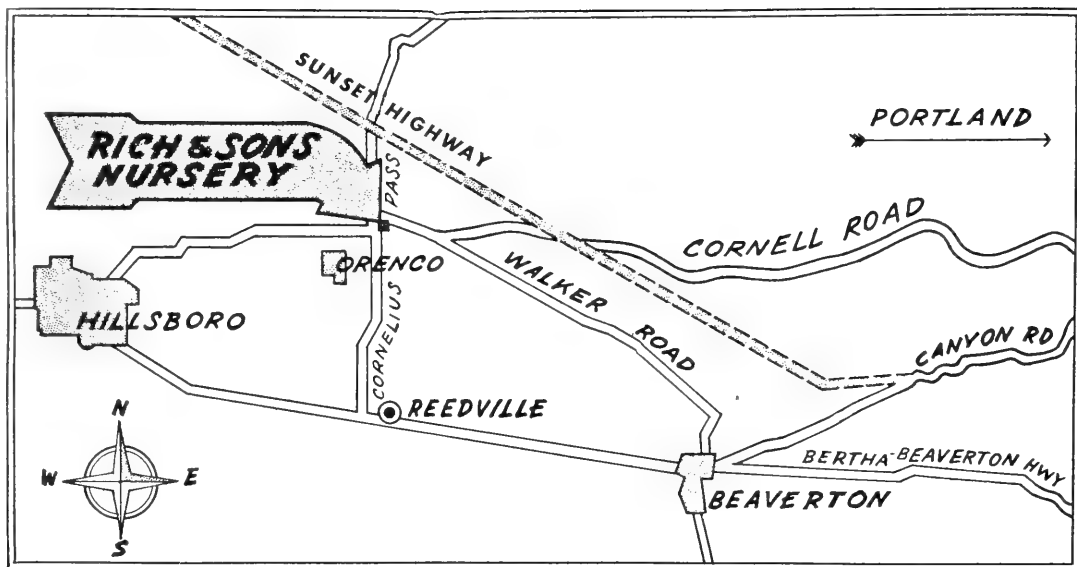 SUNSET HIGHWAY
PORTLAND
RICH & SONS
NURSERY
PASS
CORNELL ROAD
ORENCO
WALKER ROAD
HILLSBORO
CORNELIUS
CANYON RD
REEDVILLE
N
W E
S
BERTHA-BEAVERTON HWY
BEAVERTON